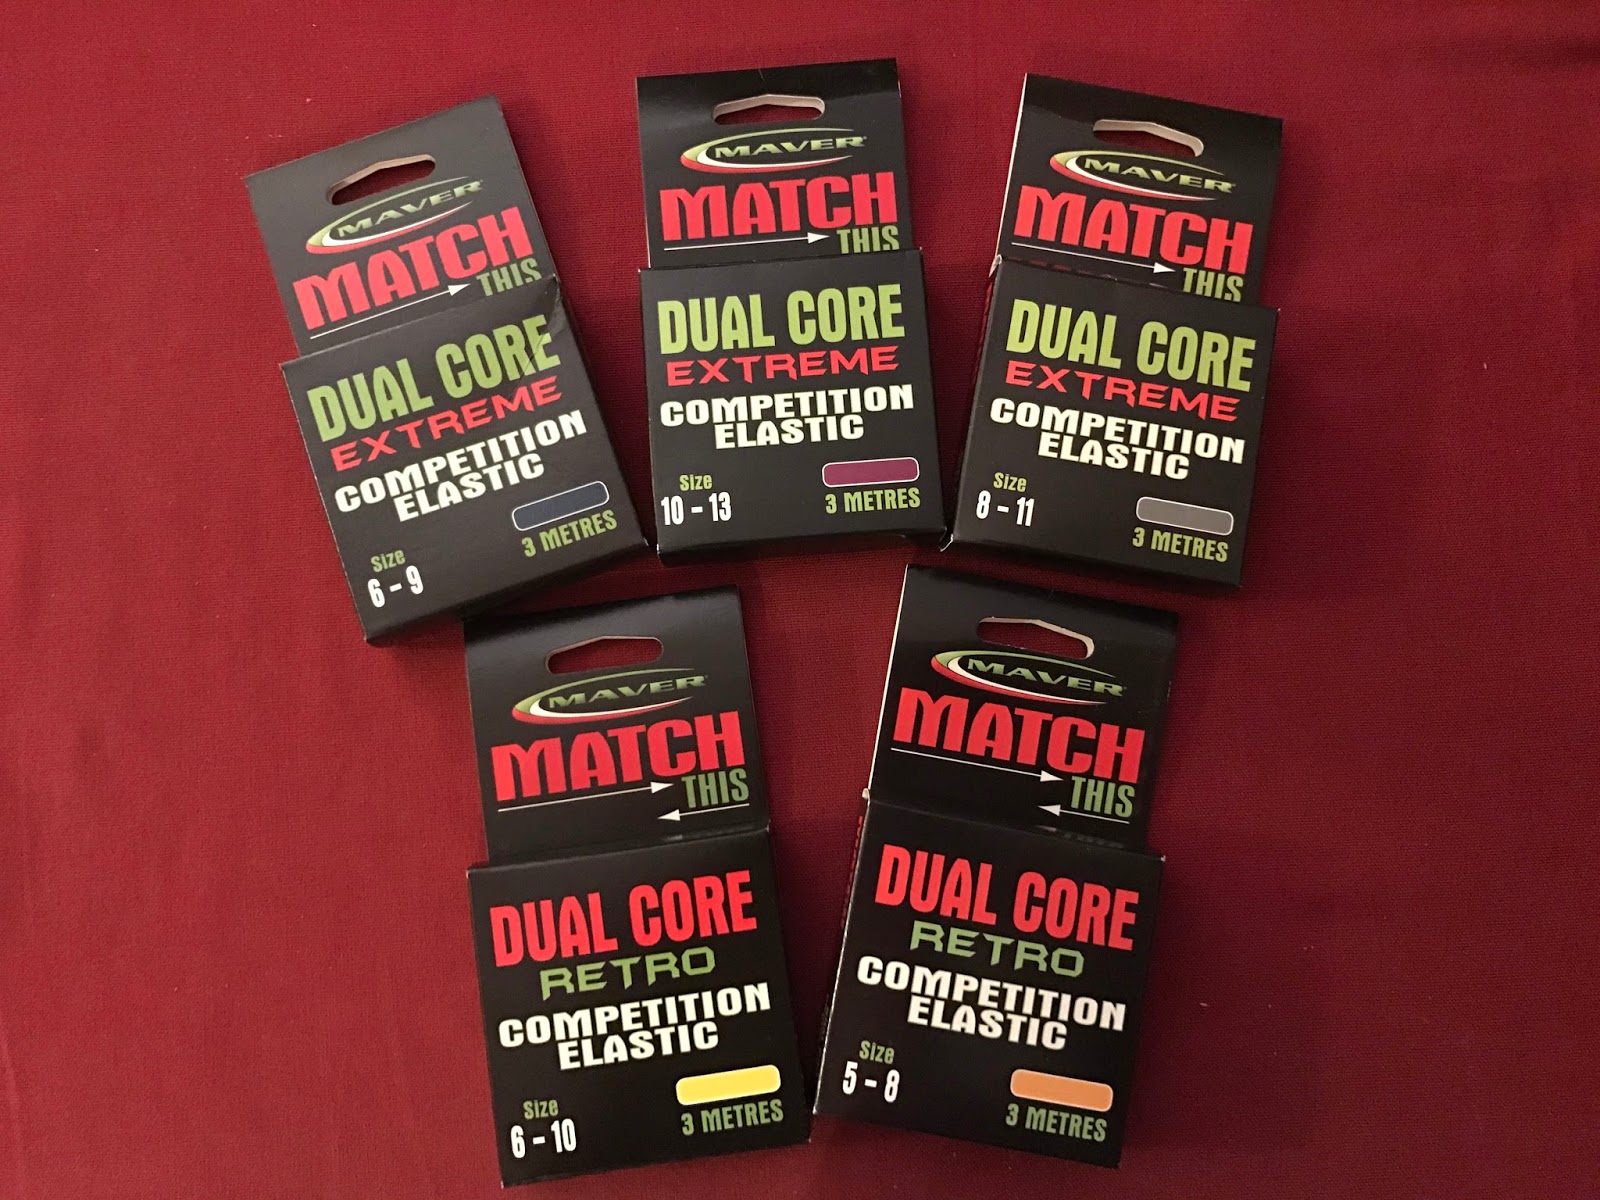 MAVER
MATCH
THIS
DUAL CORE
EXTREME
COMPETITION
ELASTIC
Size
6 - 9
3 METRES
MAVER
MATCH
THIS
DUAL CORE
EXTREME
COMPETITION
ELASTIC
Size
10 - 13
3 METRES
MAVER
MATCH
THIS
DUAL CORE
EXTREME
COMPETITION
ELASTIC
Size
8 - 11
3 METRES
MAVER
MATCH
THIS
DUAL CORE
RETRO
COMPETITION
ELASTIC
Size
6 - 10
3 METRES
MAVER
MATCH
THIS
DUAL CORE
RETRO
COMPETITION
ELASTIC
Size
5 - 8
3 METRES